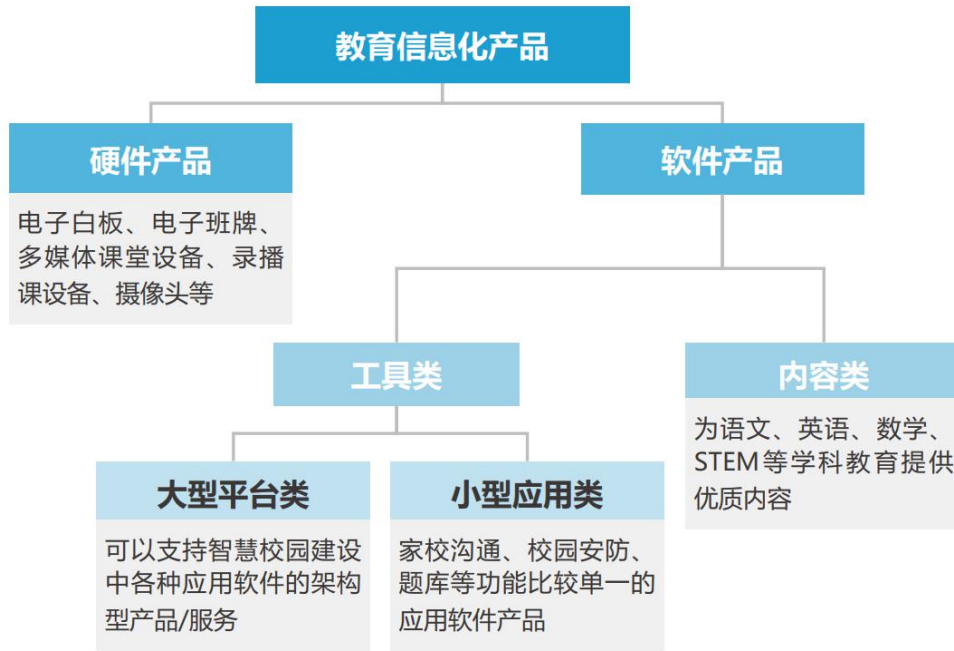 教育信息化产品
硬件产品
电子白板、电子班牌、
多媒体课堂设备、录播
课设备、摄像头等
软件产品
工具类
大型平台类
可以支持智慧校园建设
中各种应用软件的架构
型产品/服务
小型应用类
家校沟通、校园安防、
题库等功能比较单一的
应用软件产品
内容类
为语文、英语、数学、
STEM等学科教育提供
优质内容